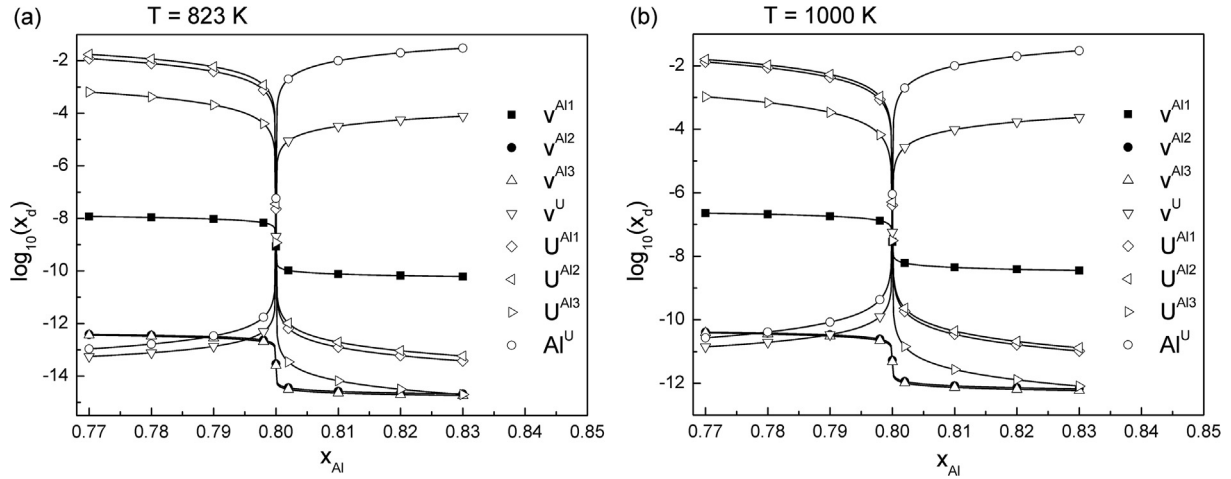 (a) T = 823 K
-2
-4
-6
-8
-10
-12
-14
log10(xd)
0.77 0.78 0.79 0.80 0.81 0.82 0.83 0.84 0.85
xAl
vAl1
vAl2
vAl3
vU
UAl1
UAl2
UAl3
AlU
(b) T = 1000 K
-2
-4
-6
-8
-10
-12
log10(xd)
0.77 0.78 0.79 0.80 0.81 0.82 0.83 0.84 0.85
xAl
vAl1
vAl2
vAl3
vU
UAl1
UAl2
UAl3
AlU